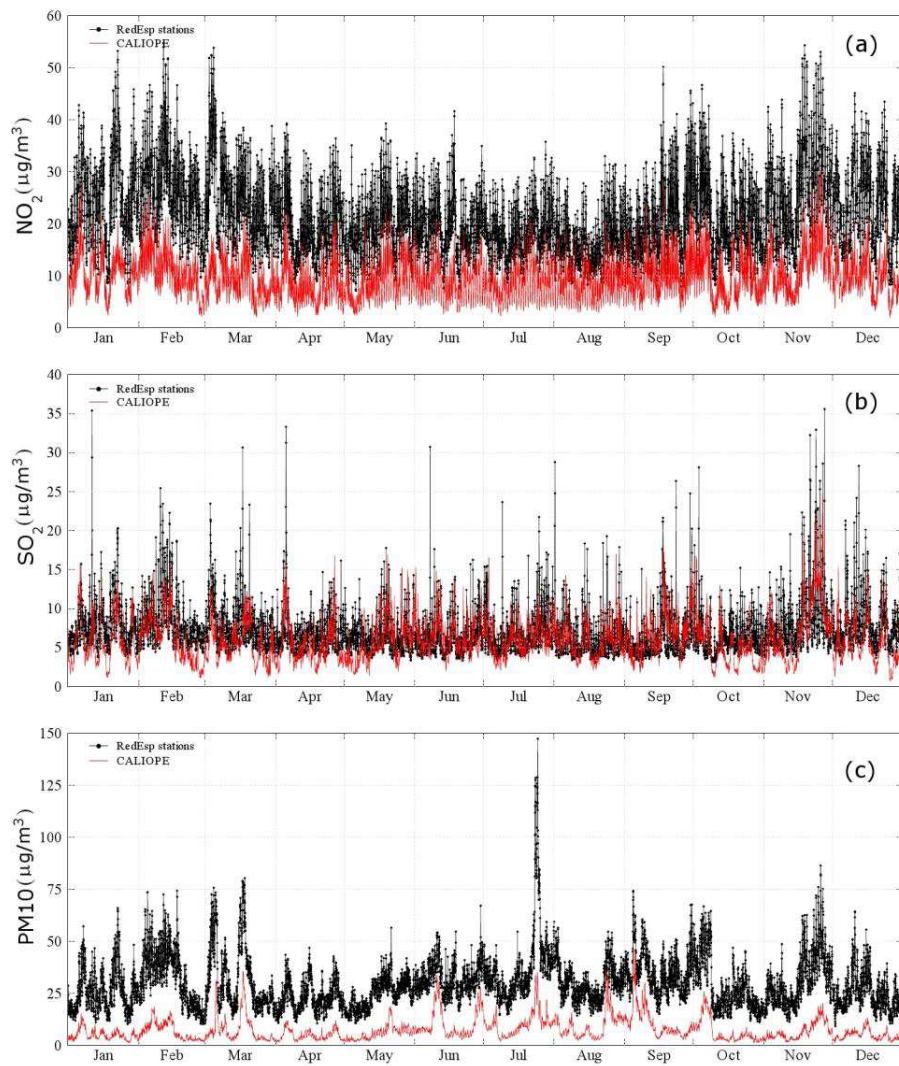 60
RedEsp stations
CALIOPE
(a)
50
40
30
20
10
0
NO2 (μg/m3)
Jan Feb Mar Apr May Jun Jul Aug Sep Oct Nov Dec
40
RedEsp stations
CALIOPE
(b)
35
30
25
20
15
10
5
0
SO2 (μg/m3)
Jan Feb Mar Apr May Jun Jul Aug Sep Oct Nov Dec
150
RedEsp stations
CALIOPE
(c)
125
100
75
50
25
0
PM10 (μg/m3)
Jan Feb Mar Apr May Jun Jul Aug Sep Oct Nov Dec